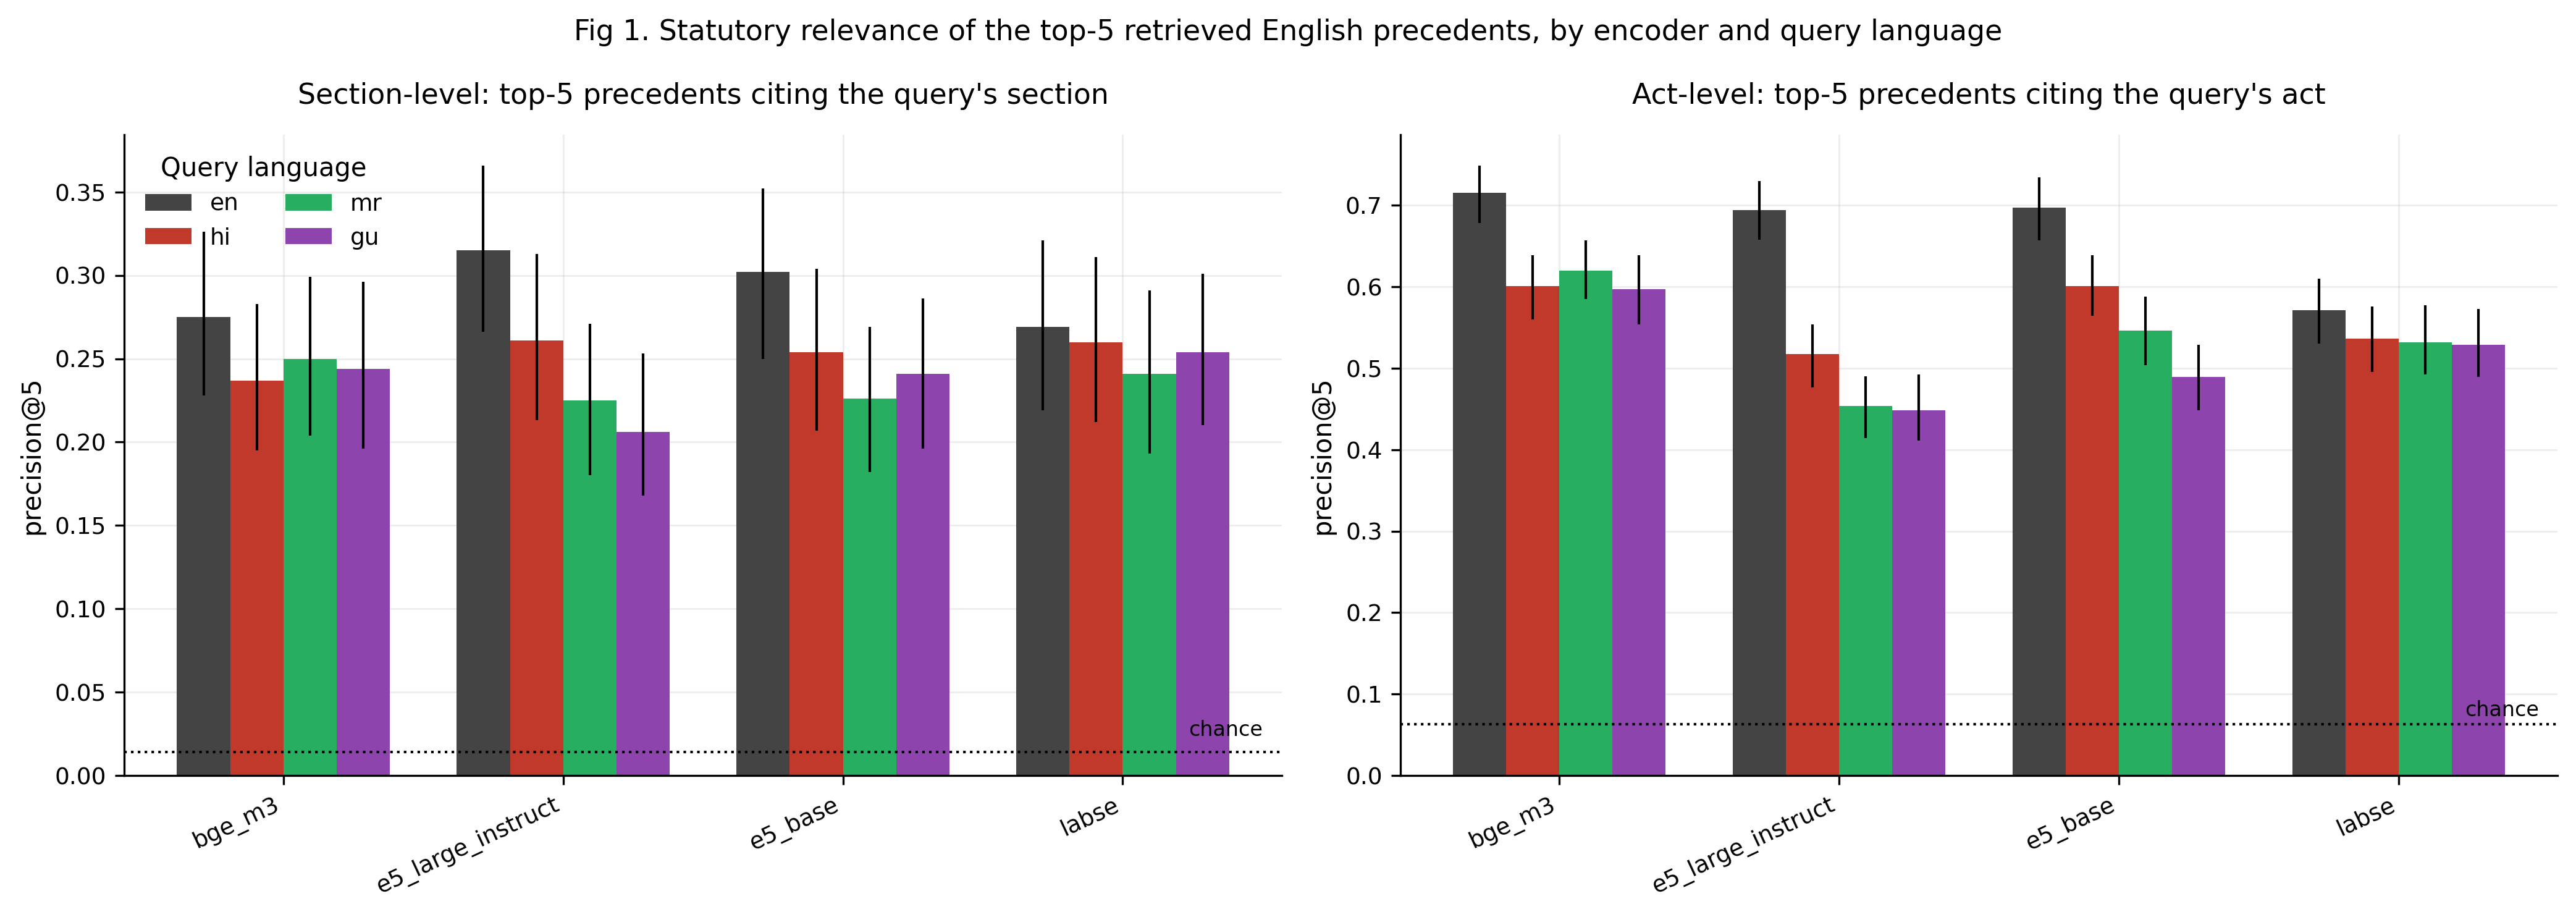 Fig 1. Statutory relevance of the top-5 retrieved English precedents, by encoder and query language
Section-level: top-5 precedents citing the query's section
precision@5
0.35
0.30
0.25
0.20
0.15
0.10
0.05
0.00
Query language
en mr
hi gu
chance
bge_m3
e5_large_instruct
e5_base
labse
Act-level: top-5 precedents citing the query's act
precision@5
0.7
0.6
0.5
0.4
0.3
0.2
0.1
0.0
chance
bge_m3
e5_large_instruct
e5_base
labse